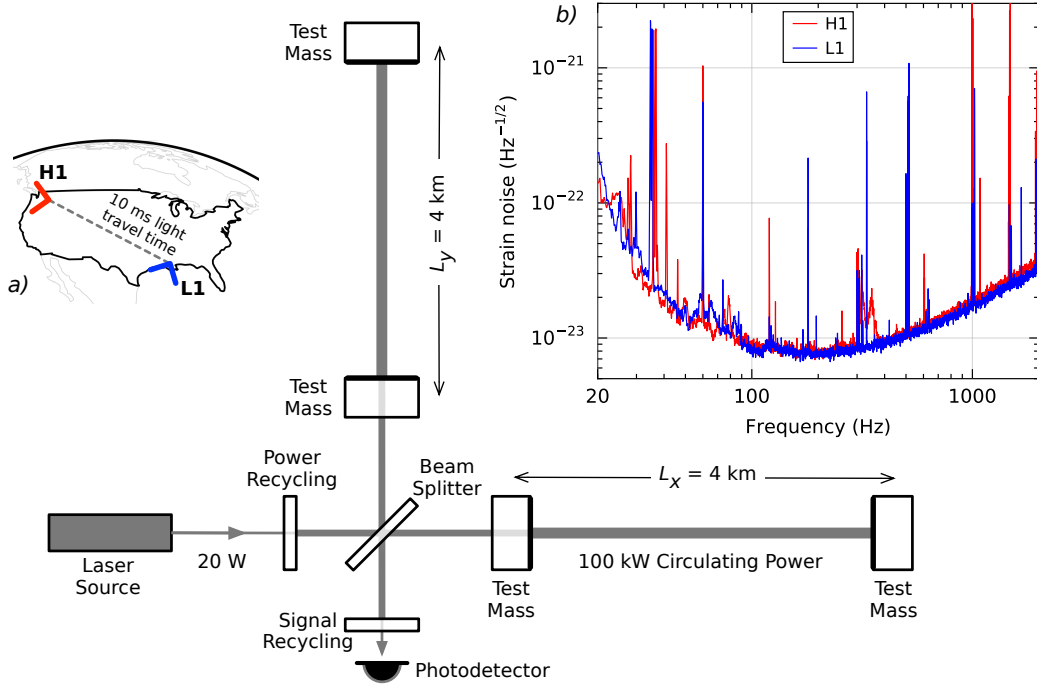 Test
Mass
b)
H1
L1
10⁻²¹
10⁻²²
10⁻²³
Strain noise (Hz⁻¹/²)
20
100
1000
Frequency (Hz)
H1
10 ms light
travel time
L1
a)
L_y = 4 km
Test
Mass
Power
Recycling
Beam
Splitter
L_x = 4 km
Laser
Source
20 W
100 kW Circulating Power
Test
Mass
Test
Mass
Signal
Recycling
Photodetector